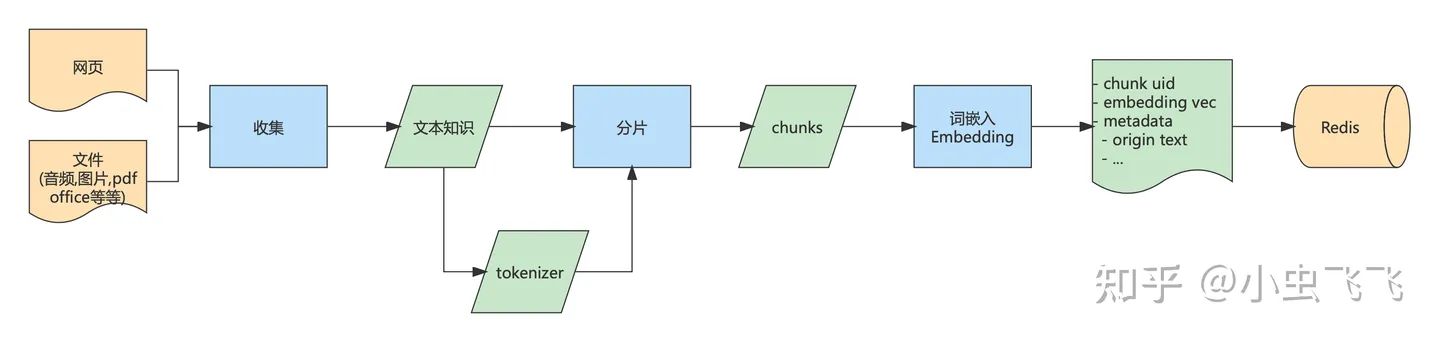 网页
文件
(音频,图片,pdf
office等等)
收集
文本知识
tokenizer
分片
chunks
词嵌入
Embedding
- chunk uid
- embedding vec
- metadata
- origin text
- ...
Redis
知乎 @小虫飞飞